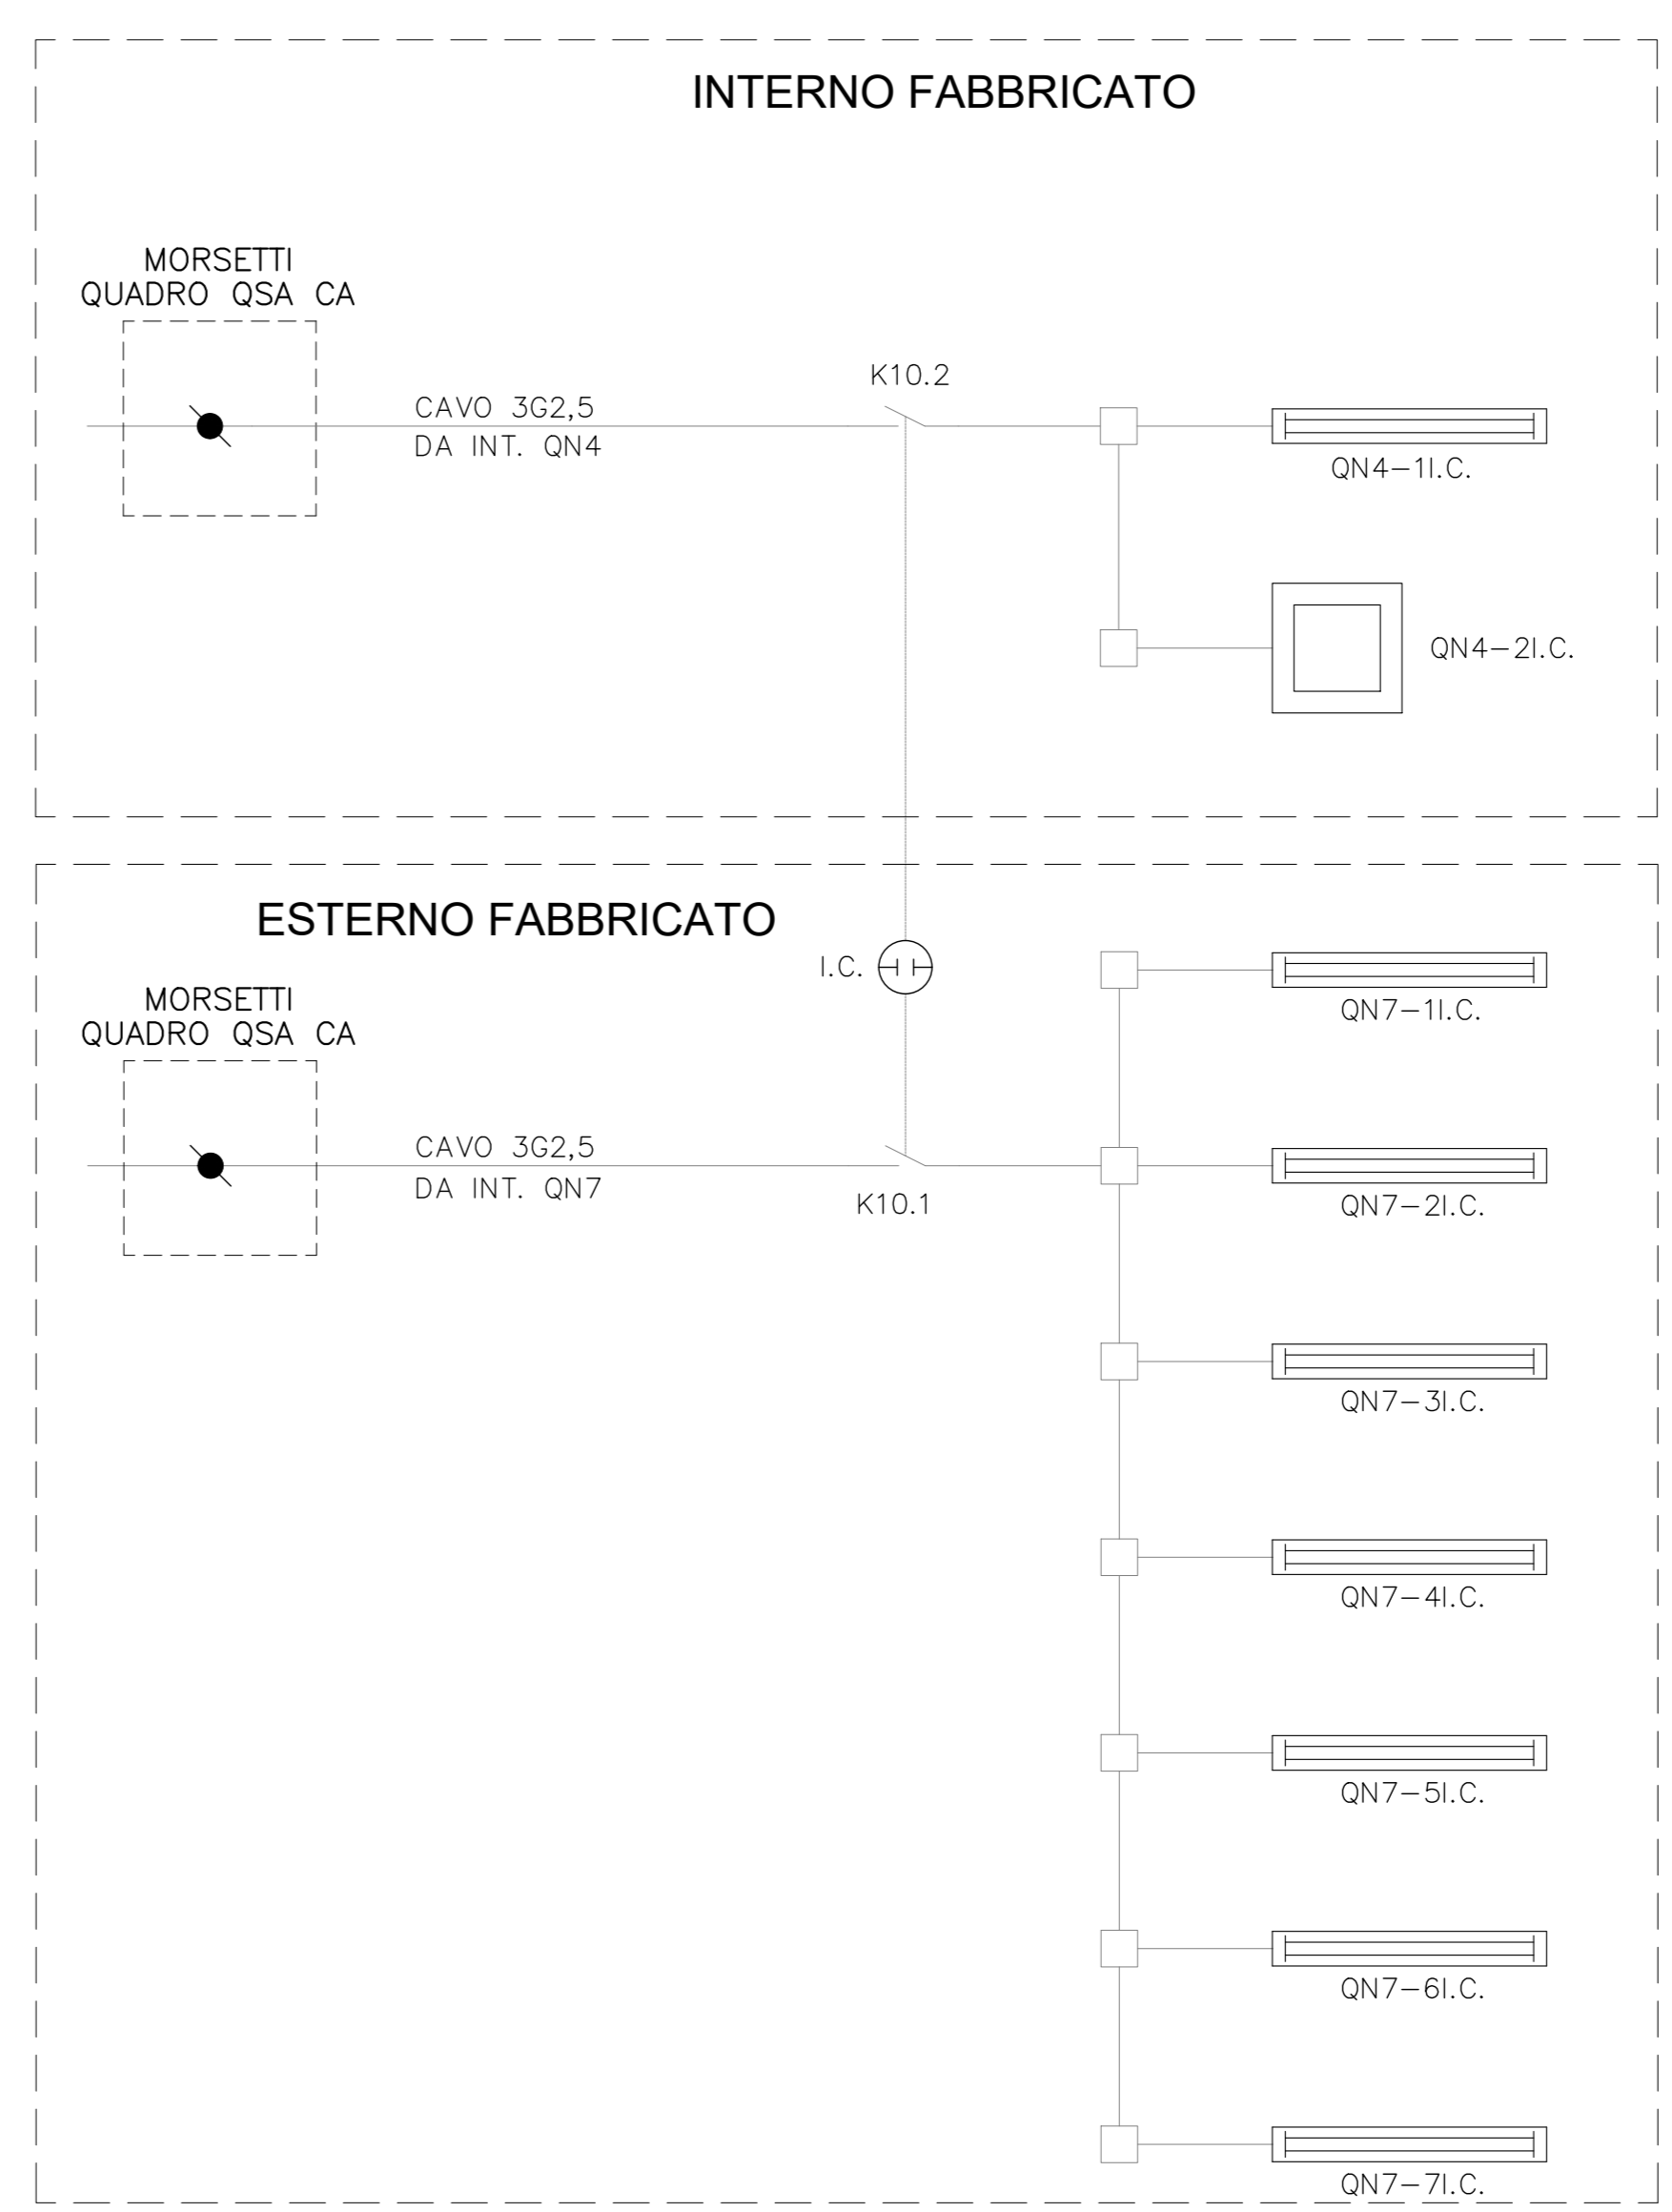 INTERNO FABBRICATO
MORSETTI
QUADRO QSA CA
CAVO 3G2,5
DA INT. QN4
K10.2
QN4-1I.C.
QN4-2I.C.
ESTERNO FABBRICATO
I.C.
MORSETTI
QUADRO QSA CA
CAVO 3G2,5
DA INT. QN7
K10.1
QN7-1I.C.
QN7-2I.C.
QN7-3I.C.
QN7-4I.C.
QN7-5I.C.
QN7-6I.C.
QN7-7I.C.